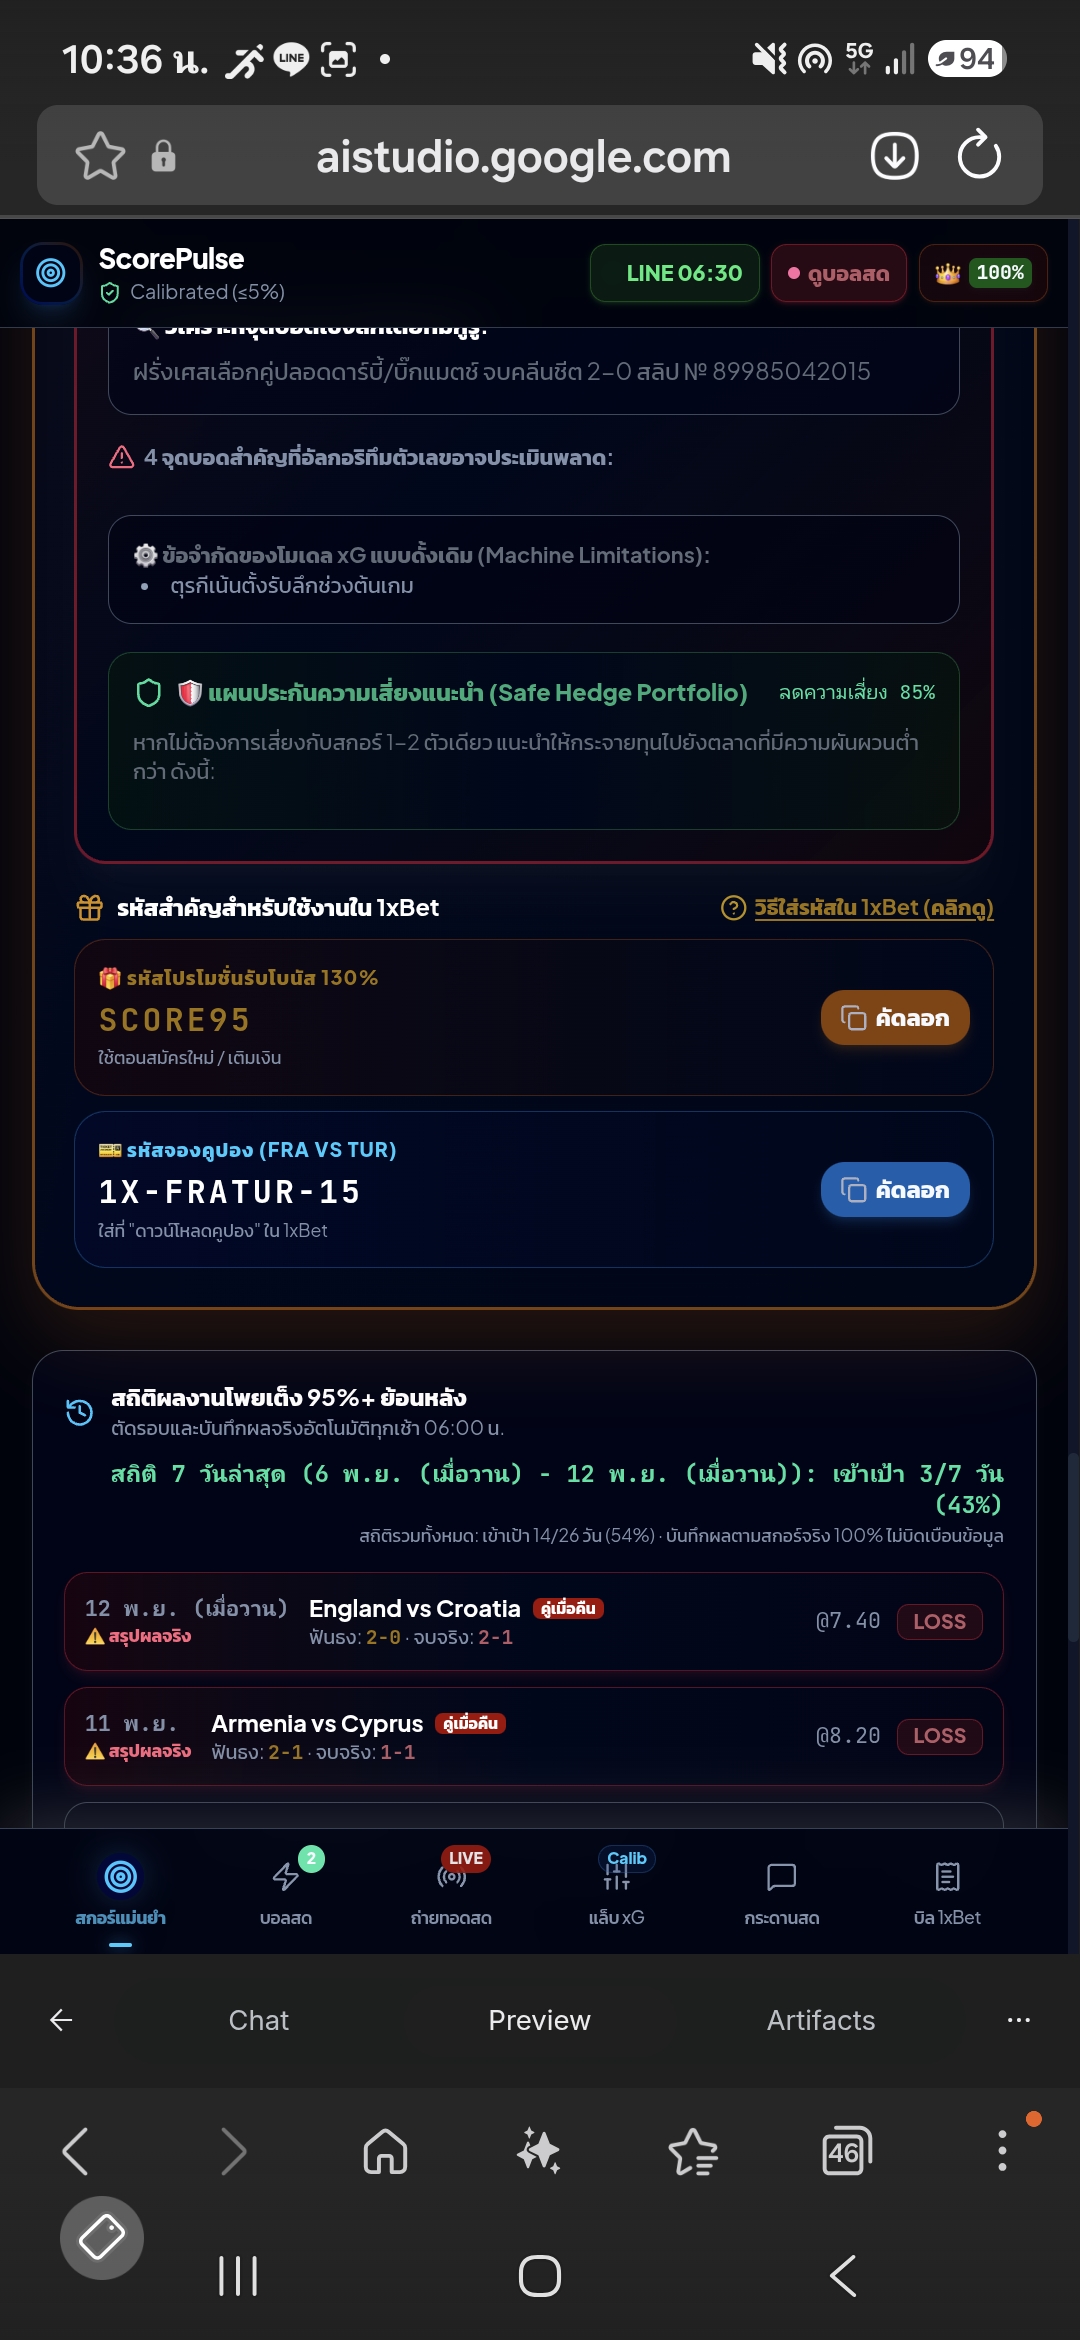 10:36 น.
LINE
5G
94
aistudio.google.com
ScorePulse
Calibrated (≤5%)
LINE 06:30
ดูบอลสด
100%
ฝรั่งเศสเลือกคู่ปลอดดาร์บี้/บิ๊กแมตช์ จบคลีนชีต 2-0 สลิป № 89985042015
4 จุดบอดสำคัญที่อัลกอริทึมตัวเลขอาจประเมินพลาด:
ข้อจำกัดของโมเดล xG แบบดั้งเดิม (Machine Limitations):
• ตุรกีเน้นตั้งรับลึกช่วงต้นเกม
แผนประกันความเสี่ยงแนะนำ (Safe Hedge Portfolio)
ลดความเสี่ยง 85%
หากไม่ต้องการเสี่ยงกับสกอร์ 1-2 ตัวเดียว แนะนำให้กระจายทุนไปยังตลาดที่มีความผันผวนต่ำ
กว่า ดังนี้:
รหัสสำคัญสำหรับใช้งานใน 1xBet
วิธีใส่รหัสใน 1xBet (คลิกดู)
รหัสโปรโมชั่นรับโบนัส 130%
SCORE95
ใช้ตอนสมัครใหม่ / เติมเงิน
คัดลอก
รหัสจองคูปอง (FRA VS TUR)
1X-FRATUR-15
ใส่ที่ "ดาวน์โหลดคูปอง" ใน 1xBet
คัดลอก
สถิติผลงานโพยเต็ง 95%+ ย้อนหลัง
ตัดรอบและบันทึกผลจริงอัตโนมัติทุกเช้า 06:00 น.
สถิติ 7 วันล่าสุด (6 พ.ย. (เมื่อวาน) - 12 พ.ย. (เมื่อวาน)): เข้าเป้า 3/7 วัน
(43%)
สถิติรวมทั้งหมด: เข้าเป้า 14/26 วัน (54%) · บันทึกผลตามสกอร์จริง 100% ไม่บิดเบือนข้อมูล
12 พ.ย. (เมื่อวาน)
สรุปผลจริง
England vs Croatia
คู่เมื่อคืน
ฟันธง: 2-0 · จบจริง: 2-1
@7.40
LOSS
11 พ.ย.
สรุปผลจริง
Armenia vs Cyprus
คู่เมื่อคืน
ฟันธง: 2-1 · จบจริง: 1-1
@8.20
LOSS
2
LIVE
Calib
สกอร์แม่นยำ
บอลสด
ถ่ายทอดสด
แล็บ xG
กระดานสด
บิล 1xBet
Chat
Preview
Artifacts
46